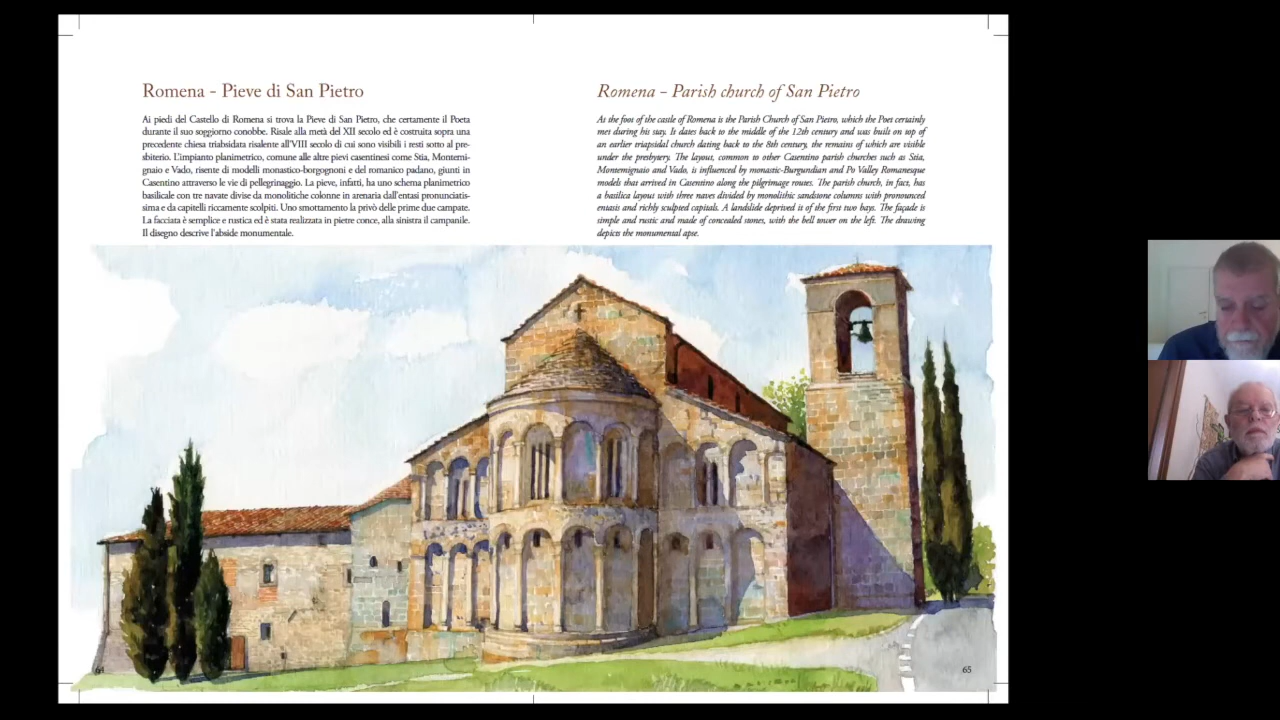 Romena - Pieve di San Pietro
Ai piedi del Castello di Romena si trova la Pieve di San Pietro, che certamente il Poeta
durante il suo soggiorno conobbe. Risale alla metà del XII secolo ed è costruita sopra una
precedente chiesa triabsidata risalente all'VIII secolo di cui sono visibili i resti sotto al pre-
sbiterio. L'impianto planimetrico, comune alle altre pievi casentinesi come Stia, Montemi-
gnaio e Vado, risente di modelli monastico-borgognoni e del romanico padano, giunti in
Casentino attraverso le vie di pellegrinaggio. La pieve, infatti, ha uno schema planimetrico
basilicale con tre navate divise da monolitiche colonne in arenaria dall'entasi pronunciatis-
sima e da capitelli riccamente scolpiti. Uno smottamento la privò delle prime due campate.
La facciata è semplice e rustica ed è stata realizzata in pietre conce, alla sinistra il campanile.
Il disegno descrive l'abside monumentale.
Romena - Parish church of San Pietro
As the foot of the castle of Romena is the Parish Church of San Pietro, which the Poet certainly
met during his stay. Is dates back to the middle of the 12th century and was built on top of
an earlier triapsidal church dating back to the 8th century, the remains of which are visible
under the presbytery. The layout, common to other Casentino parish churches such as Stia,
Montemignaio and Vado, is influenced by monastic-Burgundian and Po Valley Romanesque
models that arrived in Casentino along the pilgrimage routes. The parish church, in fact, has
a basilica layout with three naves divided by monolithic sandstone columns with pronounced
entasis and richly sculpted capitals. A landslide deprived is of the first two bays. The façade is
simple and rustic and made of concealed stones, with the bell tower on the left. The drawing
depicts the monumental apse.
64
65